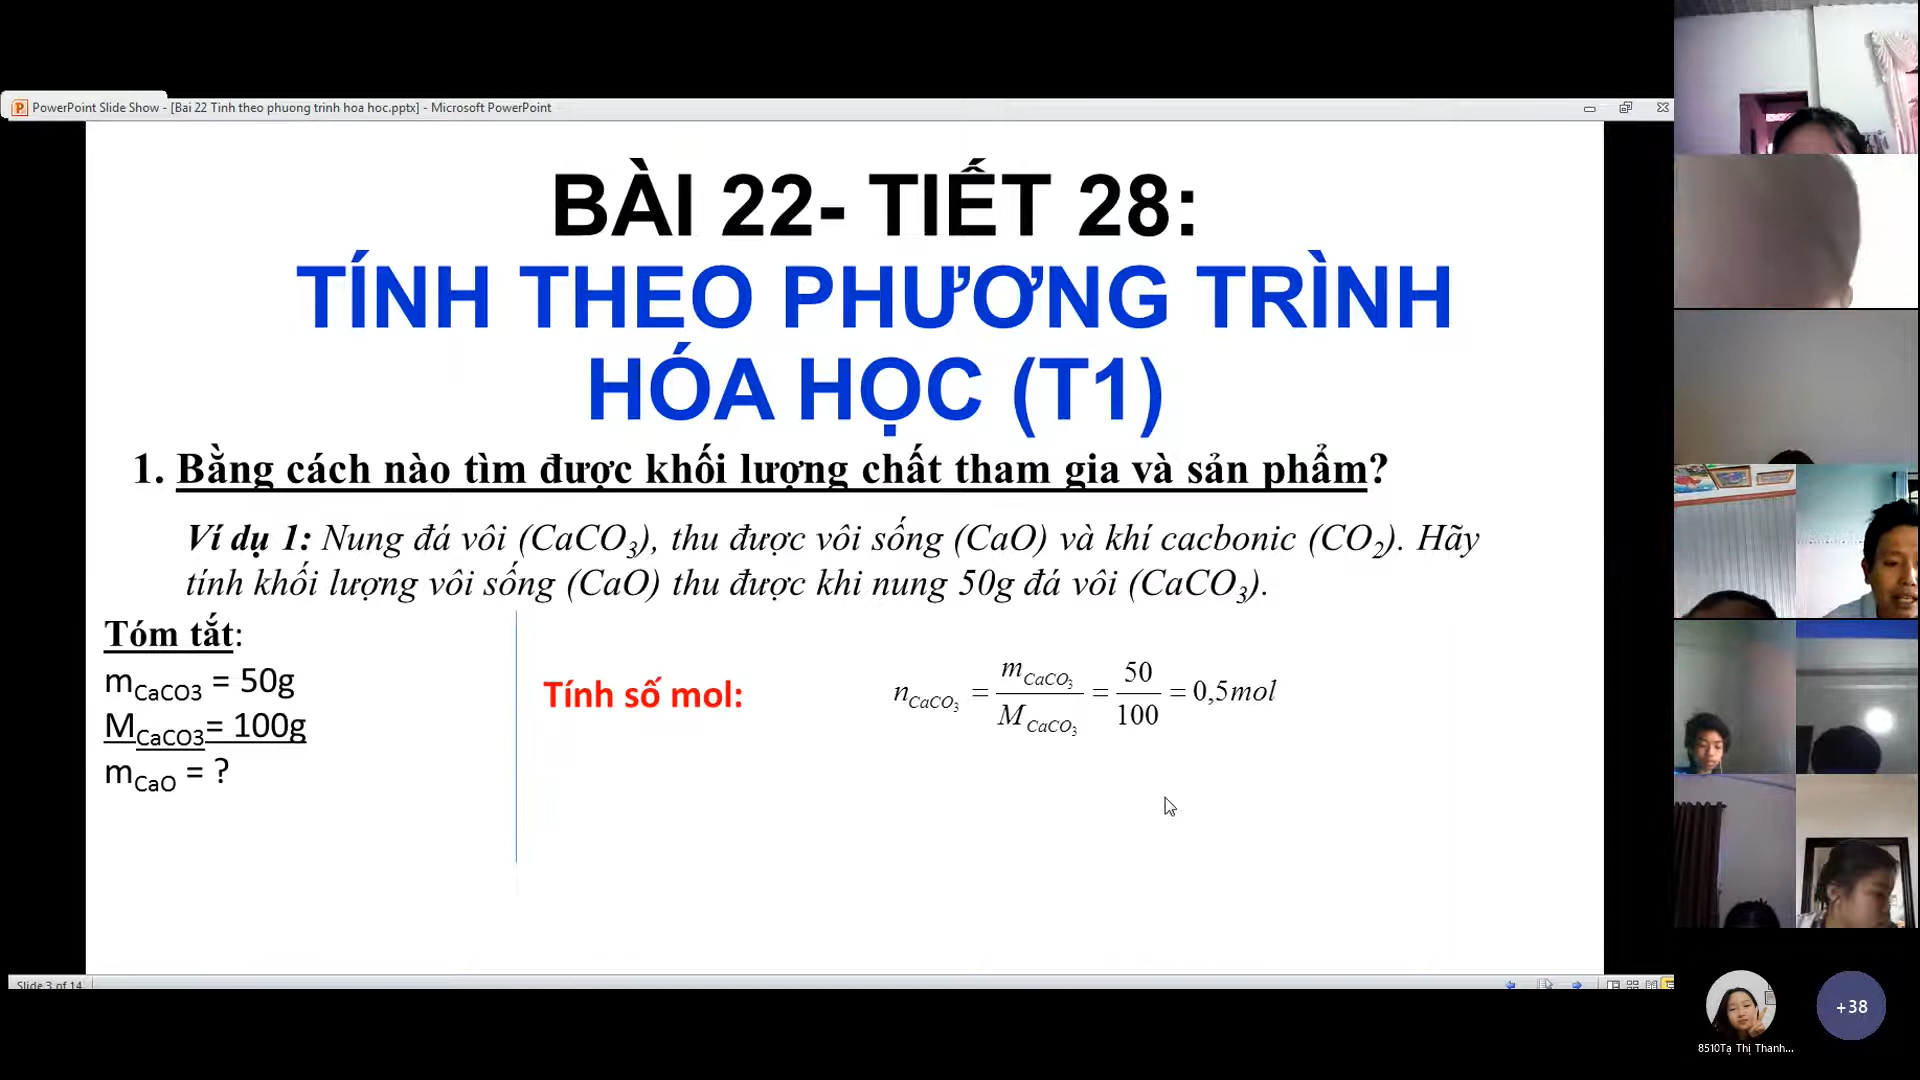 PowerPoint Slide Show - [Bai 22 Tinh theo phuong trinh hoa hoc.pptx] - Microsoft PowerPoint
BÀI 22- TIẾT 28:
TÍNH THEO PHƯƠNG TRÌNH
HÓA HỌC (T1)
1. Bằng cách nào tìm được khối lượng chất tham gia và sản phẩm?
Ví dụ 1: Nung đá vôi (CaCO₃), thu được vôi sống (CaO) và khí cacbonic (CO₂). Hãy
tính khối lượng vôi sống (CaO) thu được khi nung 50g đá vôi (CaCO₃).
Tóm tắt:
mCaCO3 = 50g
MCaCO3= 100g
mCaO = ?
Tính số mol:
nCaCO₃ = mCaCO₃ / MCaCO₃ = 50 / 100 = 0,5mol
Slide 3 of 14
+38
8510Tạ Thị Thanh...